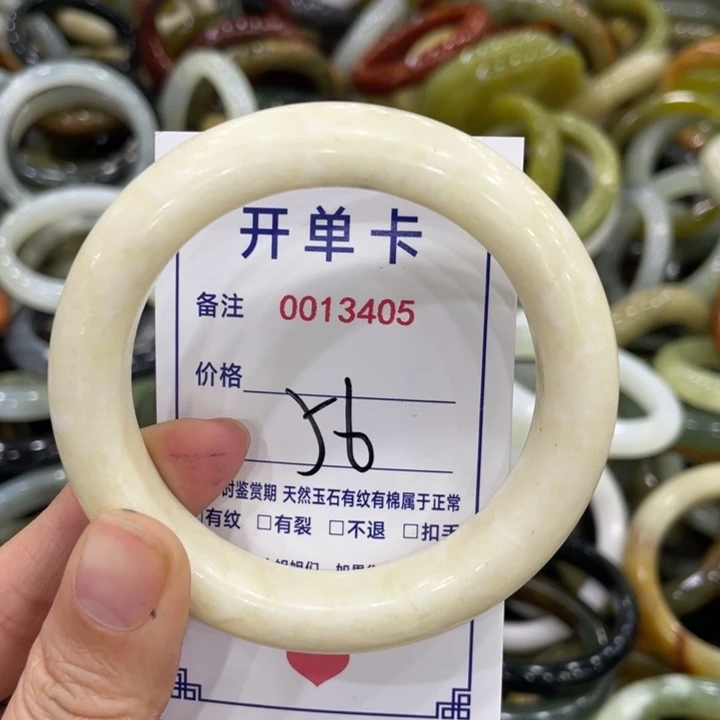 开单卡
备注 0013405
价格
56
时鉴赏期 天然玉石有纹有棉属于正常
有纹 □有裂 □不退 □扣手